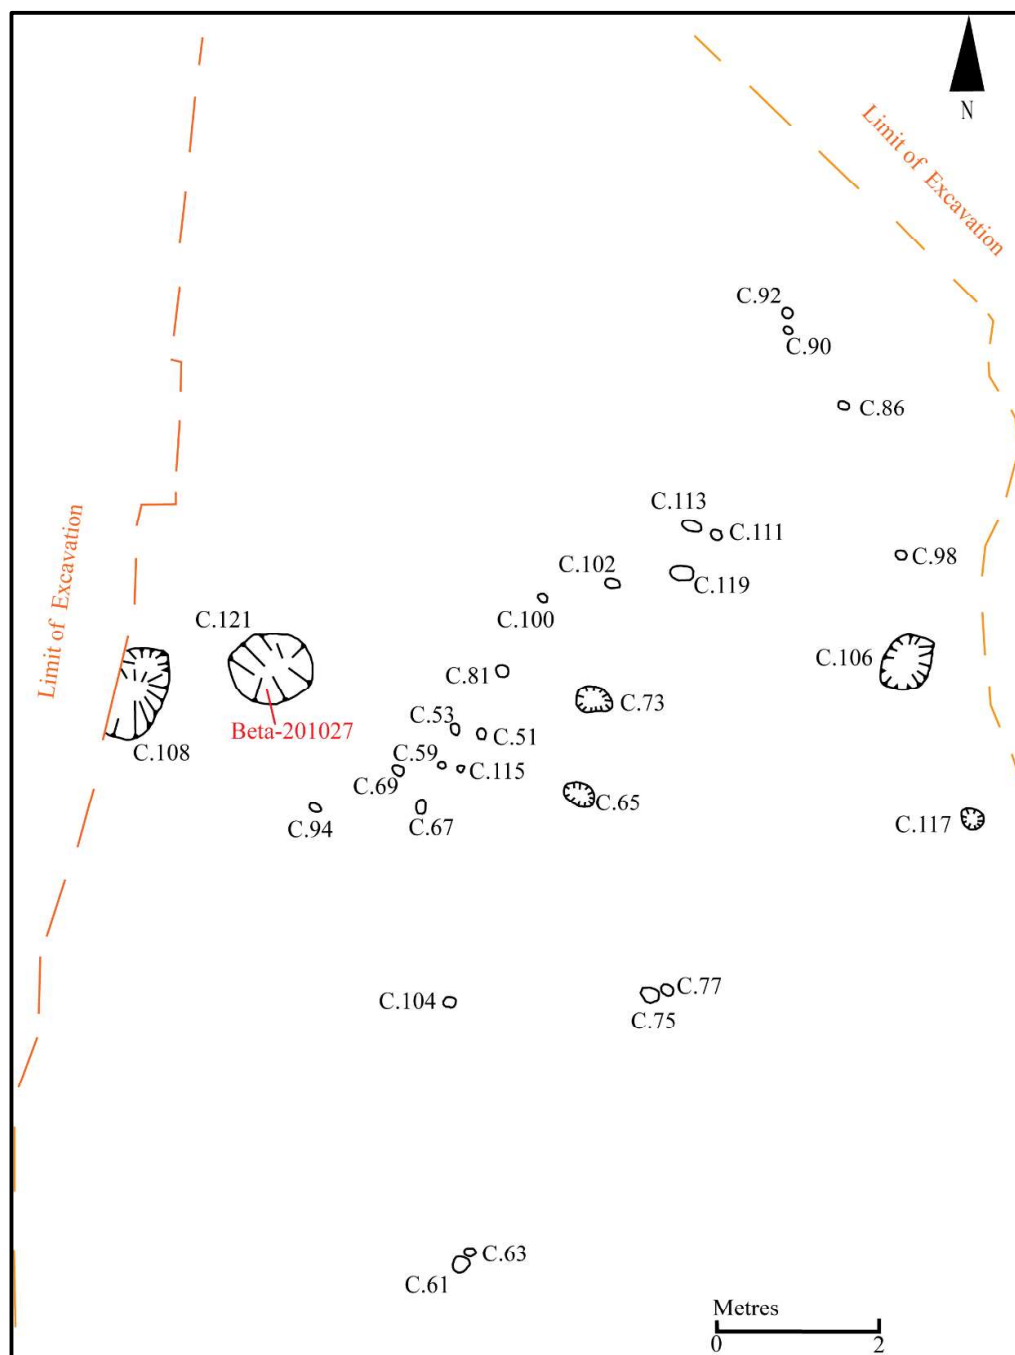 N
Limit of Excavation
C.92
C.90
C.86
C.113
C.111
C.98
C.102
C.119
C.100
Limit of Excavation
C.121
C.106
C.81
C.73
C.53
C.51
Beta-201027
C.108
C.59
C.115
C.69
C.65
C.94
C.67
C.117
C.77
C.104
C.75
C.63
C.61
Metres
0 2